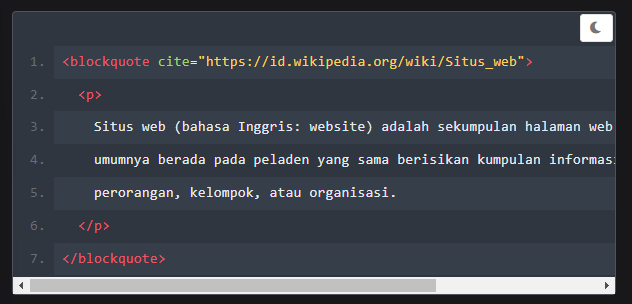 1. <blockquote cite="https://id.wikipedia.org/wiki/Situs_web">
2. <p>
3. Situs web (bahasa Inggris: website) adalah sekumpulan halaman web
4. umumnya berada pada peladen yang sama berisikan kumpulan informas
5. perorangan, kelompok, atau organisasi.
6. </p>
7. </blockquote>